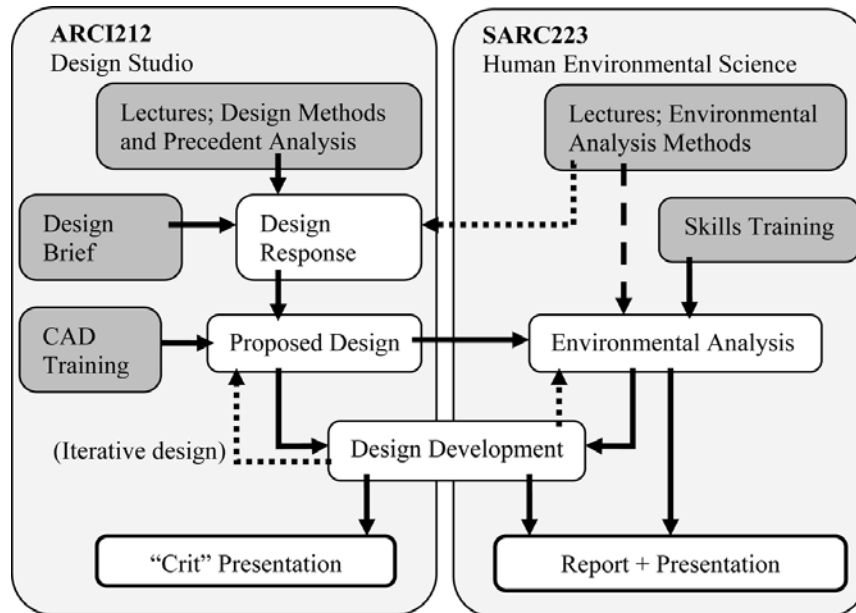 ARCI212
Design Studio
Lectures; Design Methods
and Precedent Analysis
Design
Brief
Design
Response
CAD
Training
Proposed Design
(Iterative design)
SARC223
Human Environmental Science
Lectures; Environmental
Analysis Methods
Skills Training
Environmental Analysis
Design Development
“Crit” Presentation
Report + Presentation